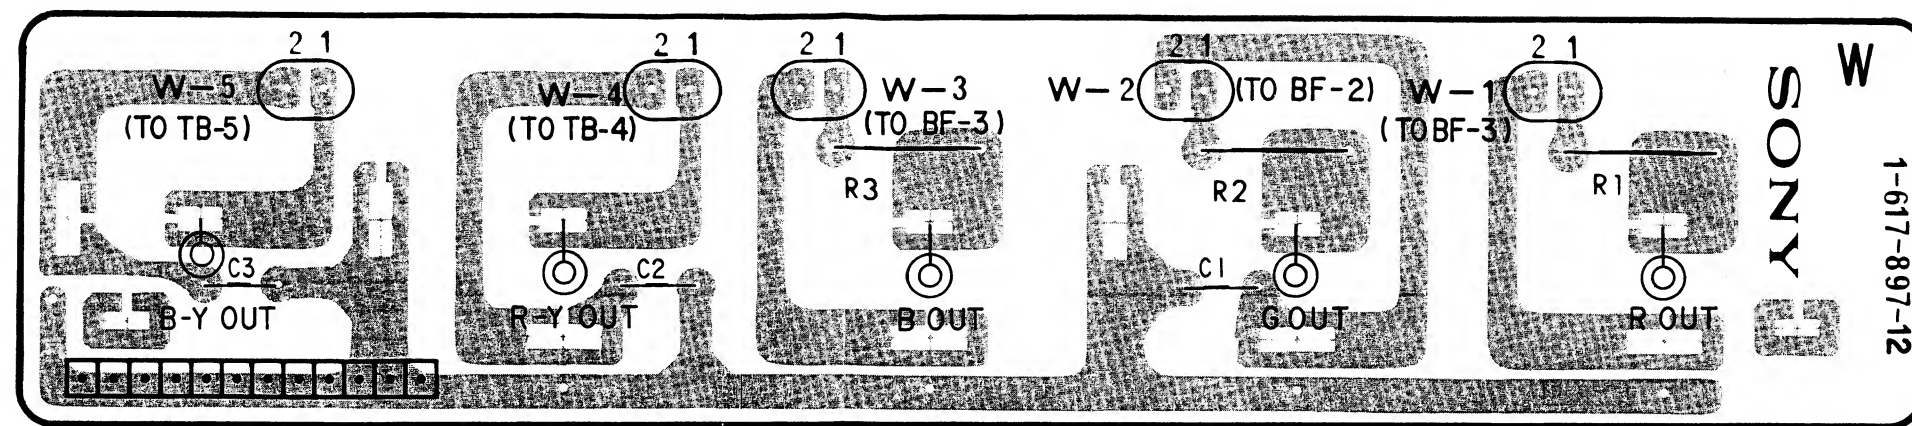 2 1
2 1
2 1
2 1
2 1
W
W-5
(TO TB-5)
W-4
(TO TB-4)
W-3
(TO BF-3)
W-2
(TO BF-2)
W-1
(TO BF-3)
SONY
1-617-897-12
R3
R2
R1
C3
C2
C1
B-Y OUT
R-Y OUT
B OUT
G OUT
R OUT